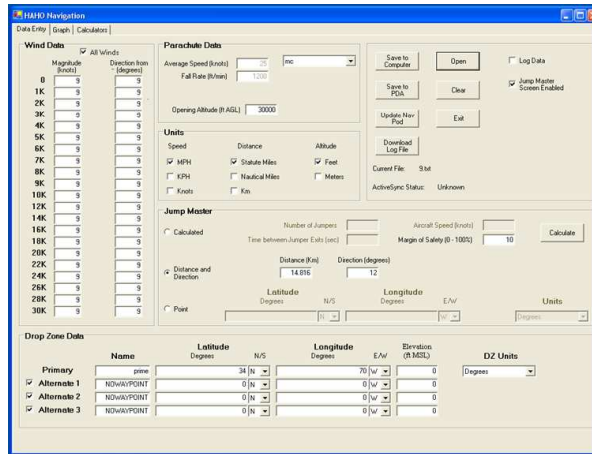 HAHO Navigation
Data Entry Graph Calculators
Wind Data
All Winds
Magnitude (knots) Direction from ~ (degrees)
0 9 9
1K 9 9
2K 9 9
3K 9 9
4K 9 9
5K 9 9
6K 9 9
7K 9 9
8K 9 9
9K 9 9
10K 9 9
12K 9 9
14K 9 9
16K 9 9
18K 9 9
20K 9 9
22K 9 9
24K 9 9
26K 9 9
28K 9 9
30K 9 9
Parachute Data
Average Speed (knots) 25 mc
Fall Rate (ft/min) 1200
Opening Altitude (ft AGL) 30000
Units
Speed Distance Altitude
MPH Statute Miles Feet
KPH Nautical Miles Meters
Knots Km
Save to Computer Open Log Data
Save to PDA Clear Jump Master Screen Enabled
Update Nav Pod Exit
Download Log File
Current File: 9.txt
ActiveSync Status: Unknown
Jump Master
Calculated
Number of Jumpers Aircraft Speed (knots)
Time between Jumper Exits (sec) Margin of Safety (0 - 100%) 10 Calculate
Distance (Km) Direction (degrees)
Distance and Direction 14.816 12
Latitude Longitude
Degrees N/S Degrees E/W Units
Point N W Degrees
Drop Zone Data
Latitude Longitude Elevation
Name Degrees N/S Degrees E/W (ft MSL) DZ Units
Primary prime 34 N 70 W 0 Degrees
Alternate 1 NOWAYPOINT 0 N 0 W 0
Alternate 2 NOWAYPOINT 0 N 0 W 0
Alternate 3 NOWAYPOINT 0 N 0 W 0